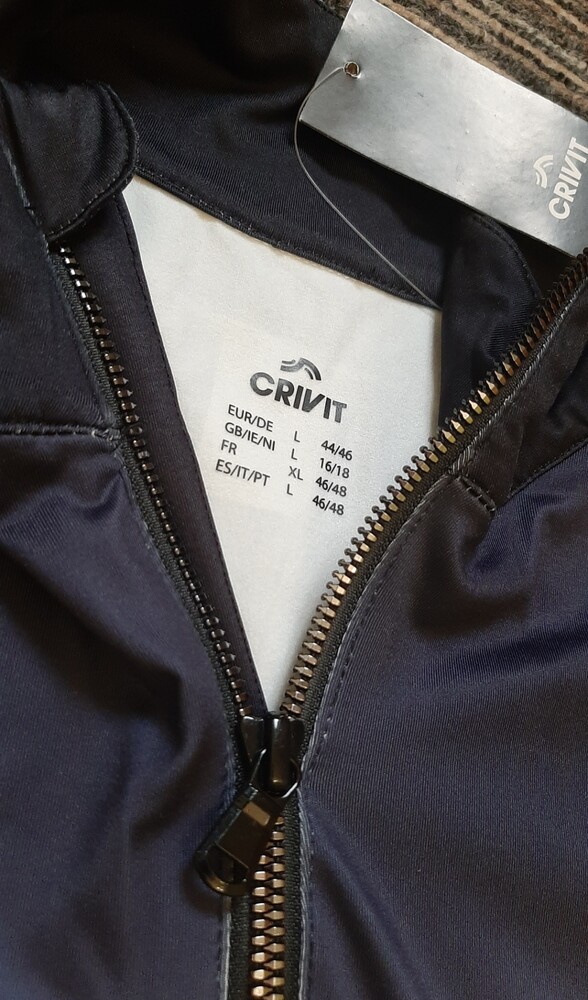 CRIVIT
CRIVIT
EUR/DE L 44/46
GB/IE/NI L 16/18
FR XL 46/48
ES/IT/PT L 46/48